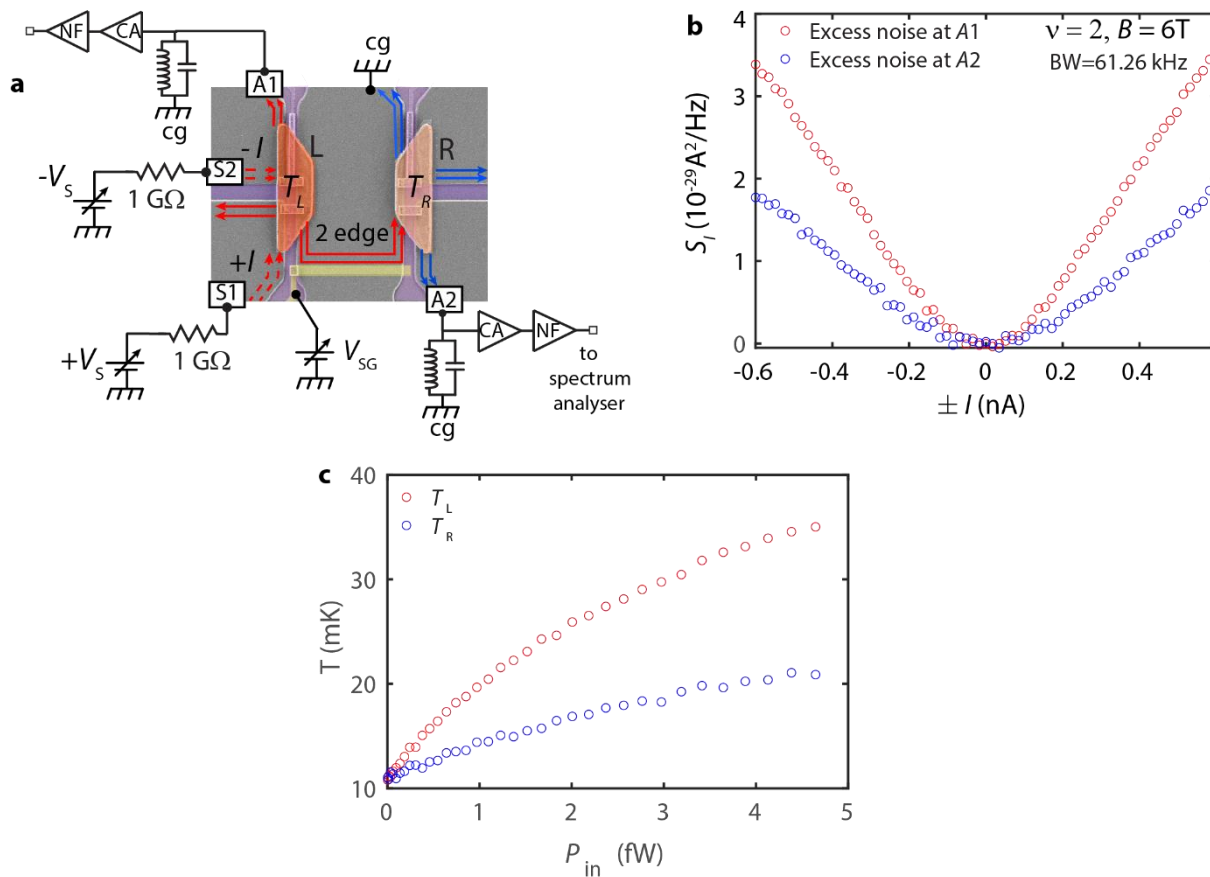 a
NF
CA
A1
cg
cg
-I
L
R
S2
-V_S
1 GΩ
T_L
T_R
2 edge
+I
S1
A2
+V_S
1 GΩ
V_SG
CA
NF
to
spectrum
analyser
cg
b
Excess noise at A1
Excess noise at A2
ν = 2, B = 6T
BW=61.26 kHz
S_I (10^-29 A^2/Hz)
4
3
2
1
0
-0.6
-0.4
-0.2
0
0.2
0.4
± I (nA)
c
T_L
T_R
T (mK)
40
30
20
10
0
1
2
3
4
5
P_in (fW)